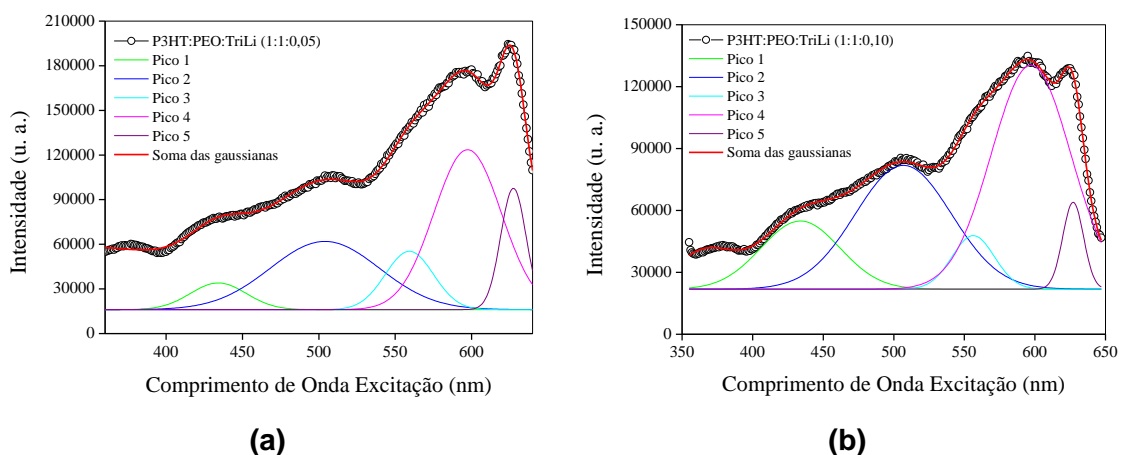 210000
180000
150000
120000
90000
60000
30000
0
Intensidade (u. a.)
P3HT:PEO:TriLi (1:1:0,05)
Pico 1
Pico 2
Pico 3
Pico 4
Pico 5
Soma das gaussianas
400 450 500 550 600
Comprimento de Onda Excitação (nm)
(a)
150000
120000
90000
60000
30000
0
Intensidade (u. a.)
P3HT:PEO:TriLi (1:1:0,10)
Pico 1
Pico 2
Pico 3
Pico 4
Pico 5
Soma das gaussianas
350 400 450 500 550 600 650
Comprimento de Onda Excitação (nm)
(b)